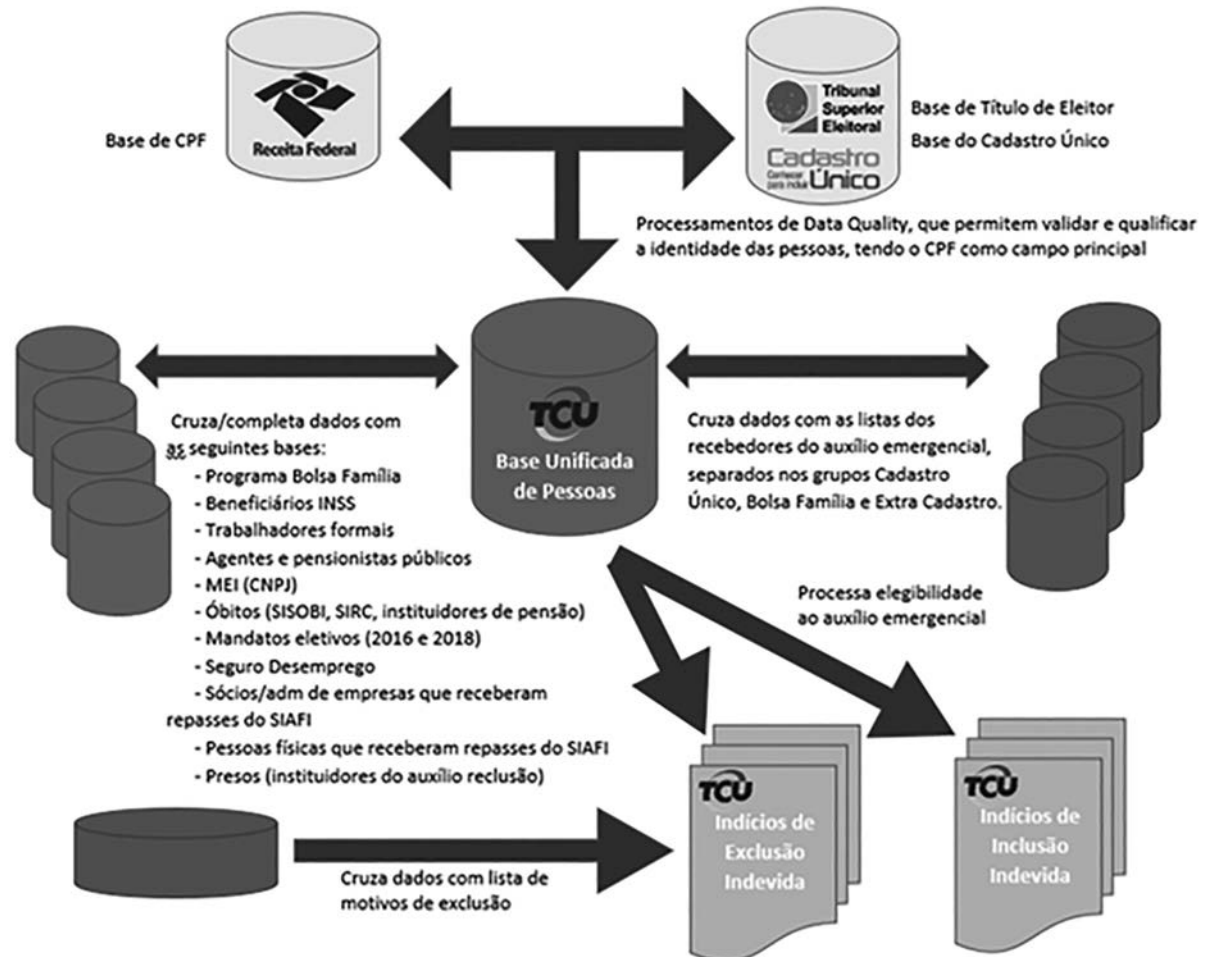 Base de CPF
Receita Federal
Tribunal
Superior
Eleitoral
Cadastro
Conhecer
para incluir Único
Base de Título de Eleitor
Base do Cadastro Único
Processamentos de Data Quality, que permitem validar e qualificar
a identidade das pessoas, tendo o CPF como campo principal
Cruza/completa dados com
as seguintes bases:
- Programa Bolsa Família
- Beneficiários INSS
- Trabalhadores formais
- Agentes e pensionistas públicos
- MEI (CNPJ)
- Óbitos (SISOBI, SIRC, instituidores de pensão)
- Mandatos eletivos (2016 e 2018)
- Seguro Desemprego
- Sócios/adm de empresas que receberam
repasses do SIAFI
- Pessoas físicas que receberam repasses do SIAFI
- Presos (instituidores do auxílio reclusão)
TCU
Base Unificada
de Pessoas
Cruza dados com as listas dos
recebedores do auxílio emergencial,
separados nos grupos Cadastro
Único, Bolsa Família e Extra Cadastro.
Processa elegibilidade
ao auxílio emergencial
Cruza dados com lista de
motivos de exclusão
TCU
Indícios de
Exclusão
Indevida
TCU
Indícios de
Inclusão
Indevida